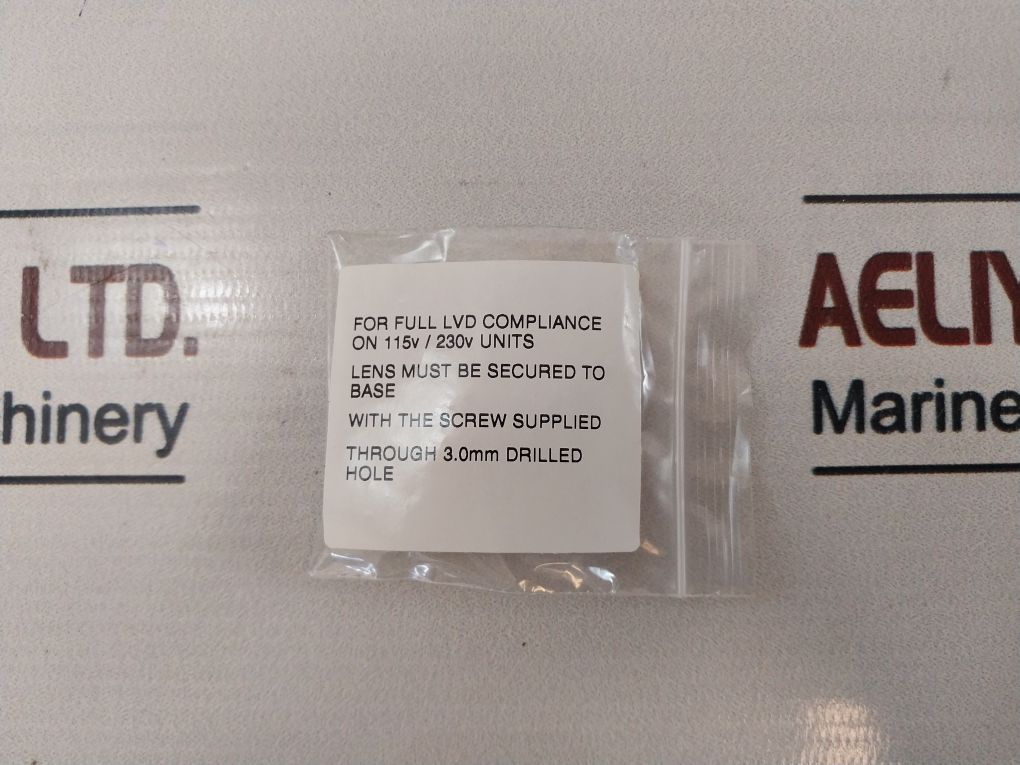 LTD.
hinery
FOR FULL LVD COMPLIANCE
ON 115v / 230v UNITS
LENS MUST BE SECURED TO
BASE
WITH THE SCREW SUPPLIED
THROUGH 3.0mm DRILLED
HOLE
AELIY
Marine